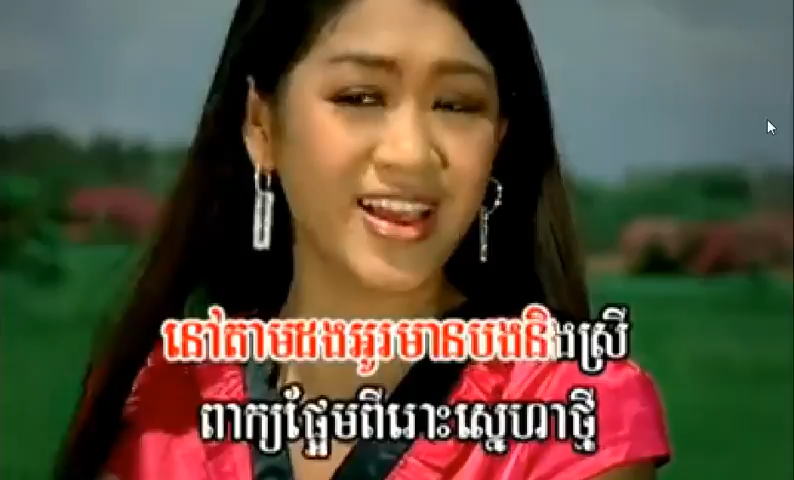 នៅតាមដងអូរមានបងនិងស្រី
ពាក្យផ្អែមពីរោះស្នេហាថ្មី